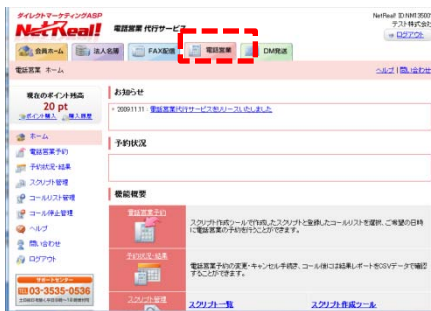 ダイレクトマーケティングASP
NetReal!
電話営業 代行サービス
NetReal! ID:NM13500
テスト株式会
ログアウト
会員ホーム
法人名簿
FAX配信
電話営業
DM発送
電話営業 ホーム
ヘルプ | 問い合わせ
現在のポイント残高
20 pt
ポイント購入
購入履歴
ホーム
電話営業予約
予約状況・結果
スクリプト管理
コールリスト管理
コール停止管理
ヘルプ
問い合わせ
ログアウト
サポートセンター
03-3535-0536
お知らせ
2009.11.11 - 電話営業代行サービスをリリースいたしました
予約状況
機能概要
電話営業予約
スクリプト作成ツールで作成したスクリプトと登録したコールリストを選択、ご希望の日時
に電話営業の予約を行うことができます。
予約状況・結果
電話営業予約の変更・キャンセル手続き、コール後には結果レポートをCSVデータで確認
することができます。
スクリプト管理
スクリプト一覧
スクリプト作成ツール